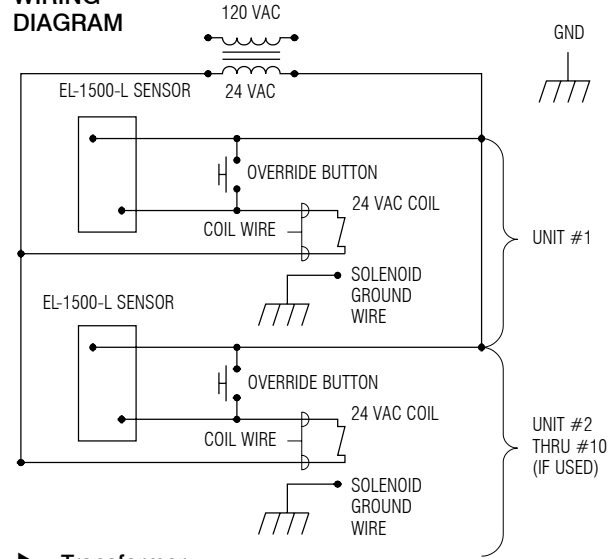 WIRING
DIAGRAM
120 VAC
GND
24 VAC
EL-1500-L SENSOR
OVERRIDE BUTTON
24 VAC COIL
COIL WIRE
UNIT #1
SOLENOID
GROUND
WIRE
EL-1500-L SENSOR
OVERRIDE BUTTON
24 VAC COIL
COIL WIRE
UNIT #2
THRU #10
(IF USED)
SOLENOID
GROUND
WIRE
Transformer